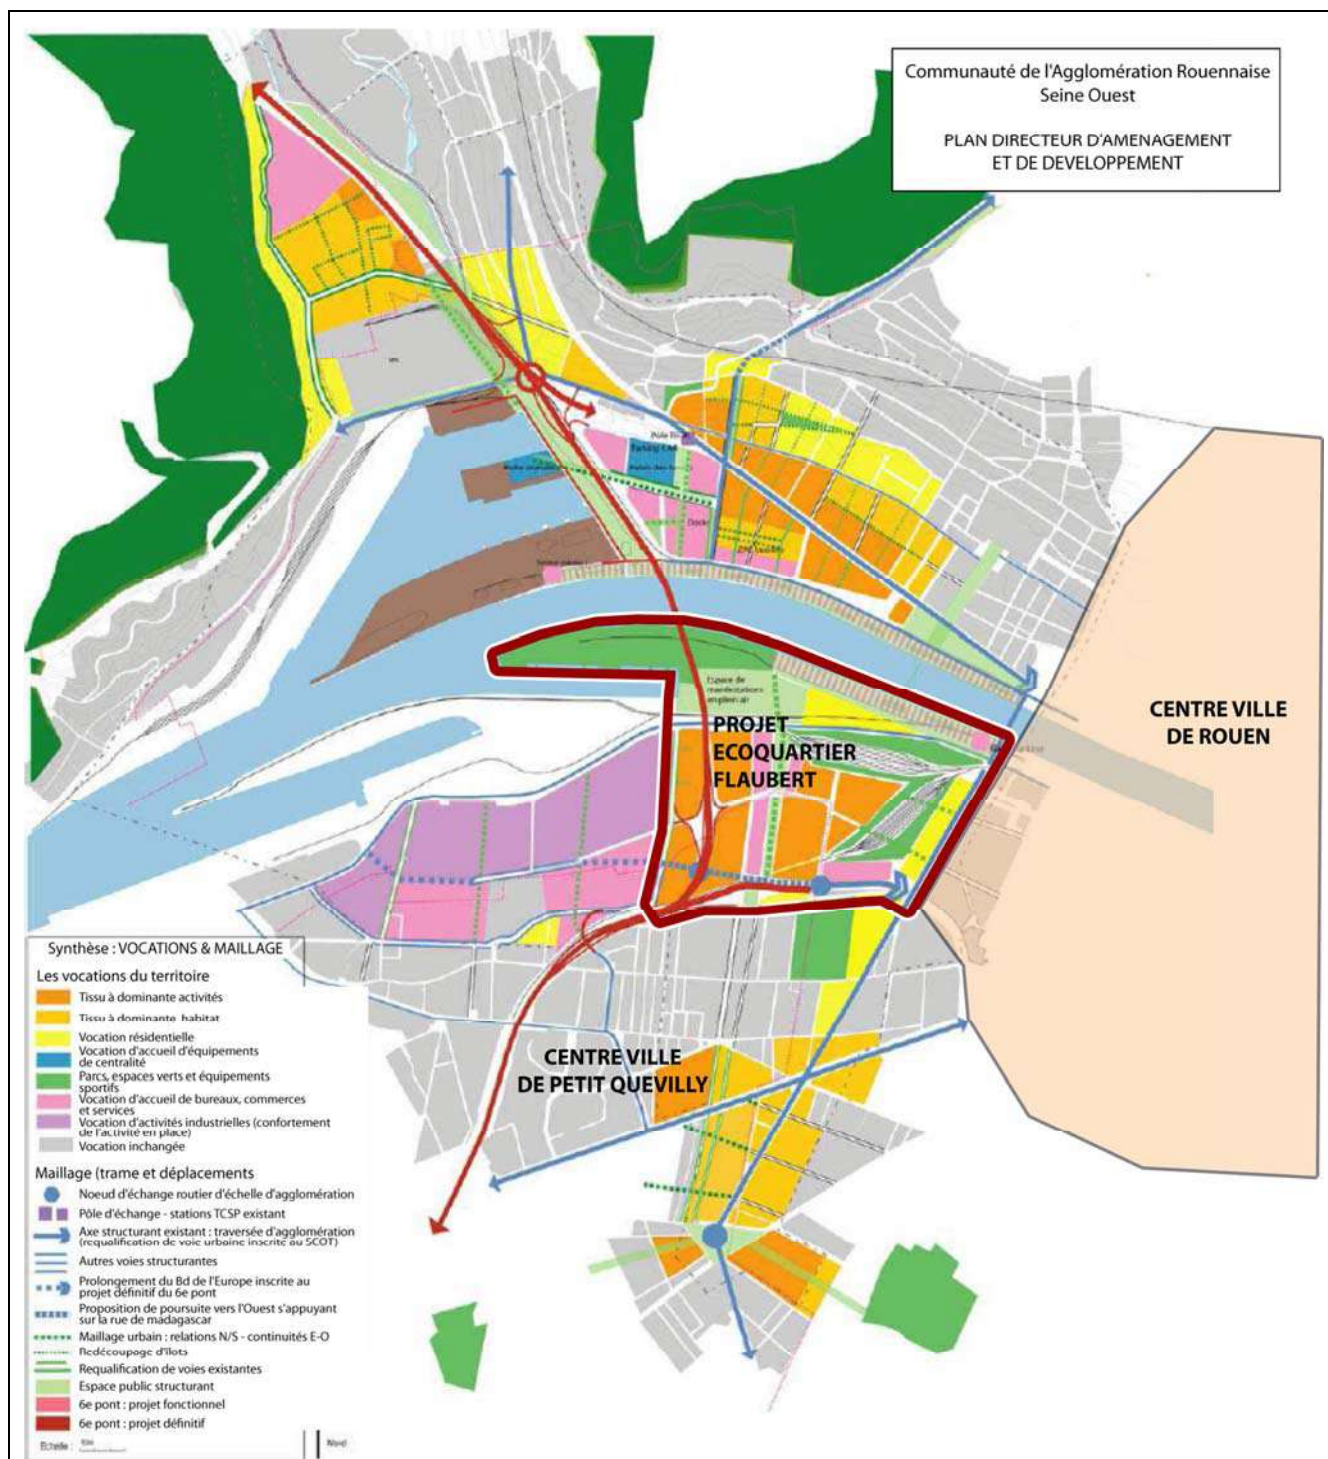 Communauté de l'Agglomération Rouennaise
Seine Ouest
PLAN DIRECTEUR D'AMENAGEMENT
ET DE DEVELOPPEMENT
Espace de
manifestations
en plein air
PROJET
ECOQUARTIER
FLAUBERT
CENTRE VILLE
DE ROUEN
CENTRE VILLE
DE PETIT QUEVILLY
Synthèse : VOCATIONS & MAILLAGE
Les vocations du territoire
Tissu à dominante activités
Tissu à dominante habitat
Vocation résidentielle
Vocation d'accueil d'équipements
de centralité
Parcs, espaces verts et équipements
sportifs
Vocation d'accueil de bureaux, commerces
et services
Vocation d'activités industrielles (confortement
de l'activité en place)
Vocation inchangée
Maillage (trame et déplacements
Noeud d'échange routier d'échelle d'agglomération
Pôle d'échange - stations TCSP existant
Axe structurant existant : traversée d'agglomération
(requalification de voie urbaine inscrite au SCOT)
Autres voies structurantes
Prolongement du Bd de l'Europe inscrite au
projet définitif du 6e pont
Proposition de poursuite vers l'Ouest s'appuyant
sur la rue de madagascar
Maillage urbain : relations N/S - continuités E-O
Redécoupage d'îlots
Requalification de voies existantes
Espace public structurant
6e pont : projet fonctionnel
6e pont : projet définitif
Echelle :
Nord